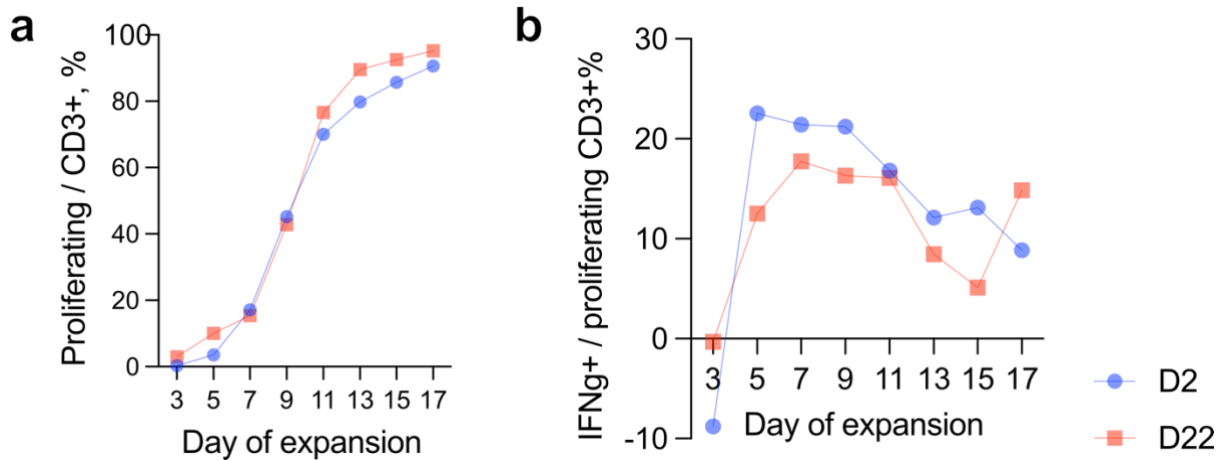 a
Proliferating / CD3+, %
100
80
60
40
20
0
3 5 7 9 11 13 15 17
Day of expansion
b
IFNg+ / proliferating CD3+%
30
20
10
0
-10
3 5 7 9 11 13 15 17
Day of expansion
D2
D22